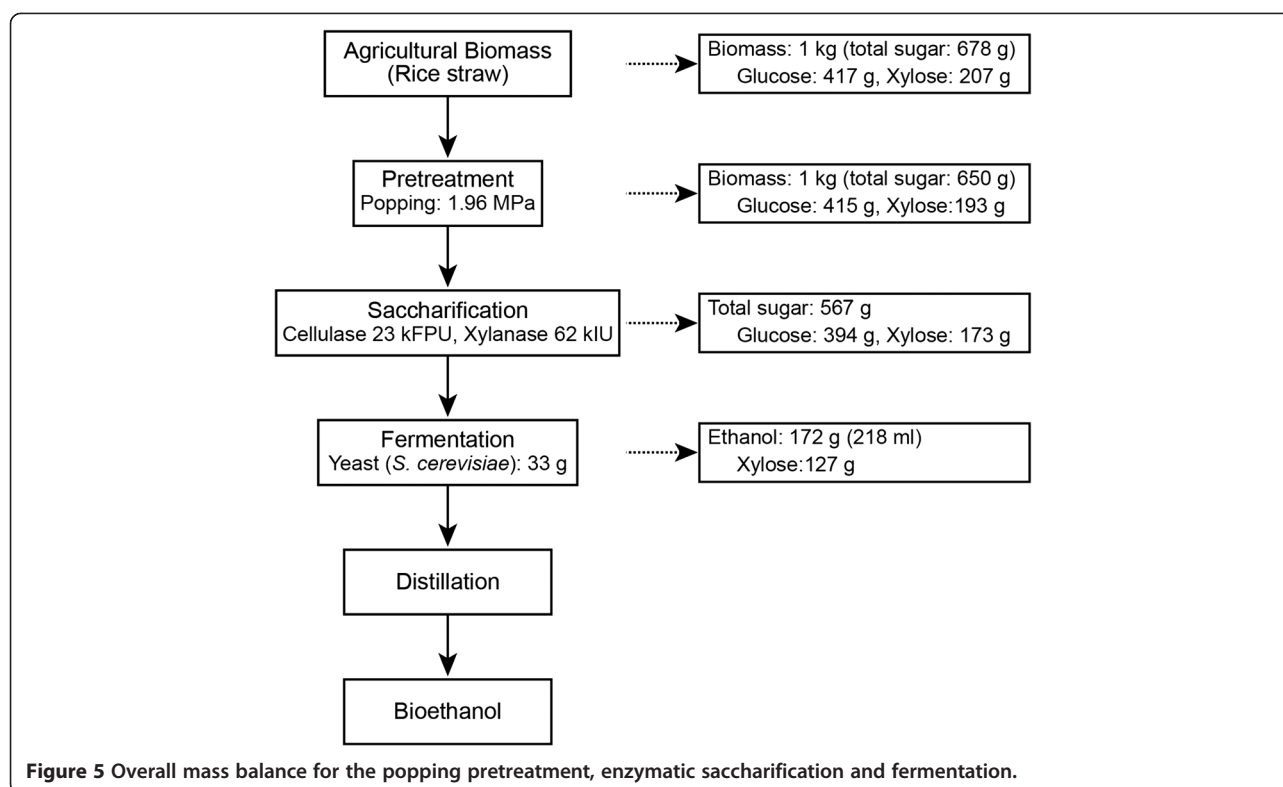 Agricultural Biomass
(Rice straw)
Biomass: 1 kg (total sugar: 678 g)
Glucose: 417 g, Xylose: 207 g
Pretreatment
Popping: 1.96 MPa
Biomass: 1 kg (total sugar: 650 g)
Glucose: 415 g, Xylose:193 g
Saccharification
Cellulase 23 kFPU, Xylanase 62 kIU
Total sugar: 567 g
Glucose: 394 g, Xylose: 173 g
Fermentation
Yeast (S. cerevisiae): 33 g
Ethanol: 172 g (218 ml)
Xylose:127 g
Distillation
Bioethanol
Figure 5 Overall mass balance for the popping pretreatment, enzymatic saccharification and fermentation.